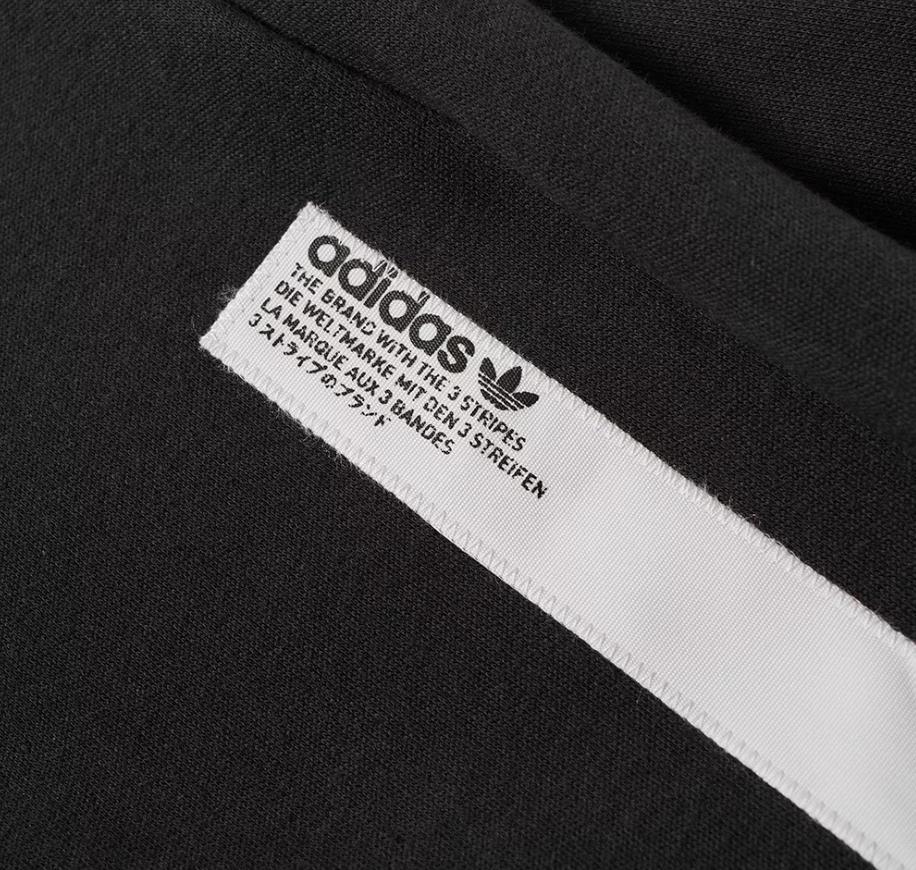 adidas
THE BRAND WITH THE 3 STRIPES
DIE WELTMARKE MIT DEN 3 STREIFEN
LA MARQUE AUX 3 BANDES
3ストライプのブランド